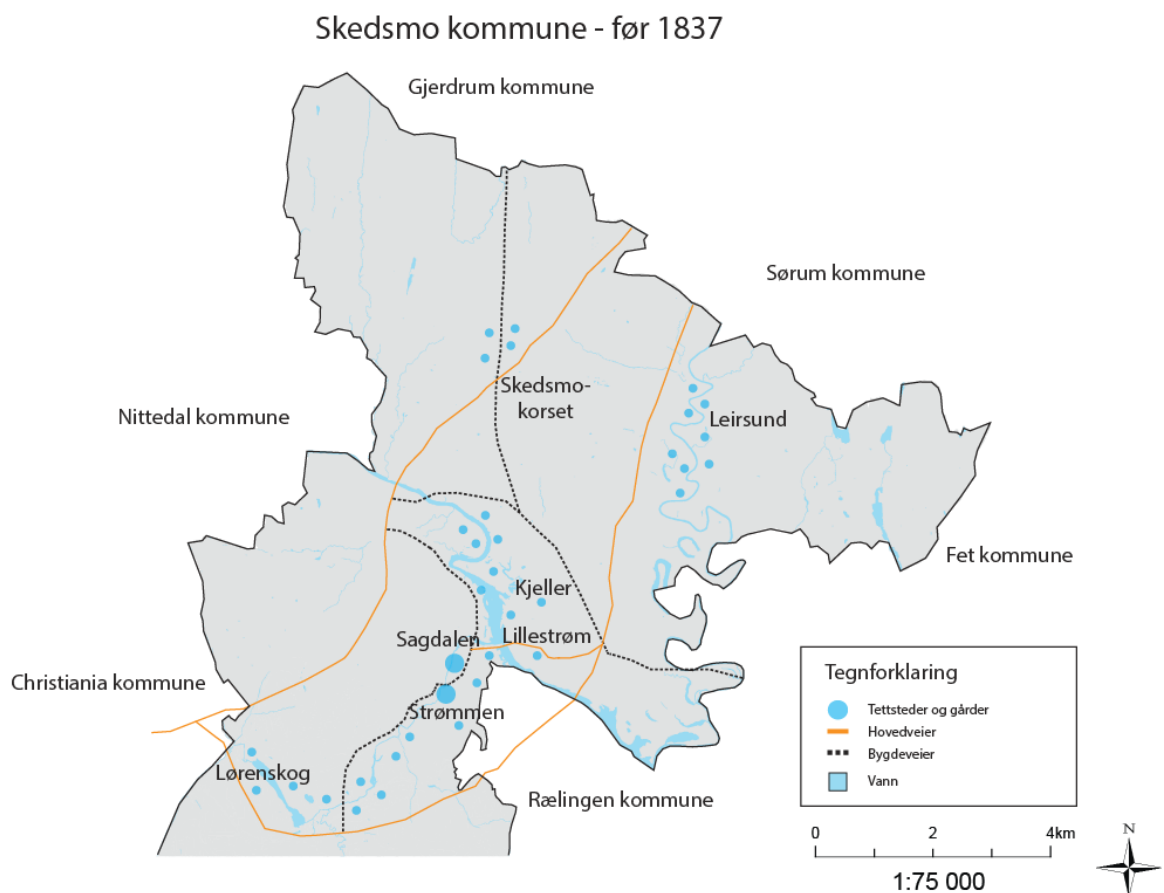 Skedsmo kommune - før 1837
Gjerdrum kommune
Sørum kommune
Nittedal kommune
Skedsmo-
korset
Leirsund
Fet kommune
Kjeller
Lillestrøm
Sagdalen
Christiania kommune
Strømmen
Lørenskog
Rælingen kommune
Tegnforklaring
Tettsteder og gårder
Hovedveier
Bygdeveier
Vann
0 2 4km
1:75 000
N